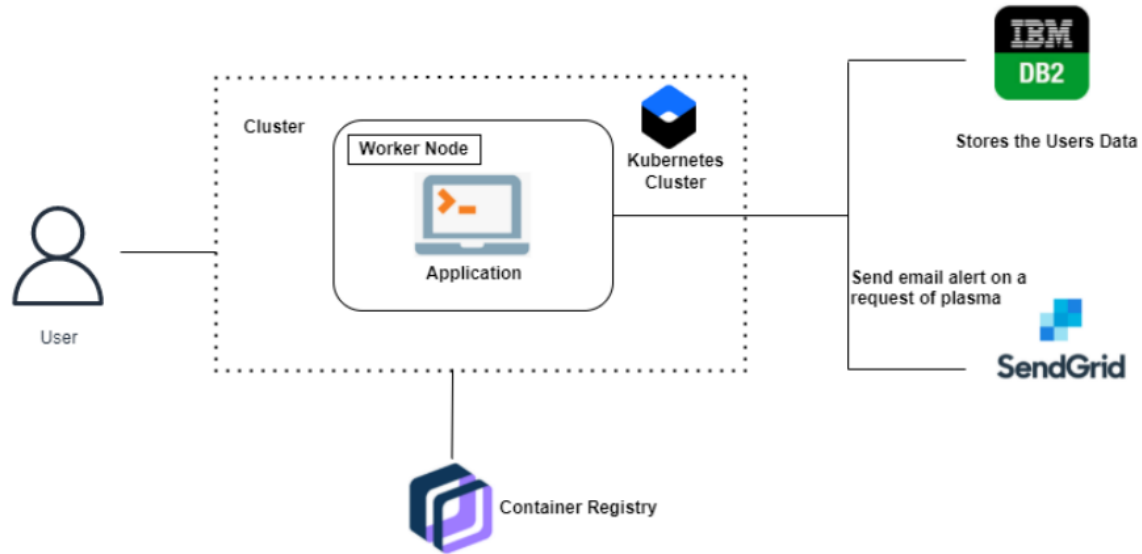 IBM
DB2
Stores the Users Data
Cluster
Worker Node
Kubernetes
Cluster
Application
User
Send email alert on a
request of plasma
SendGrid
Container Registry